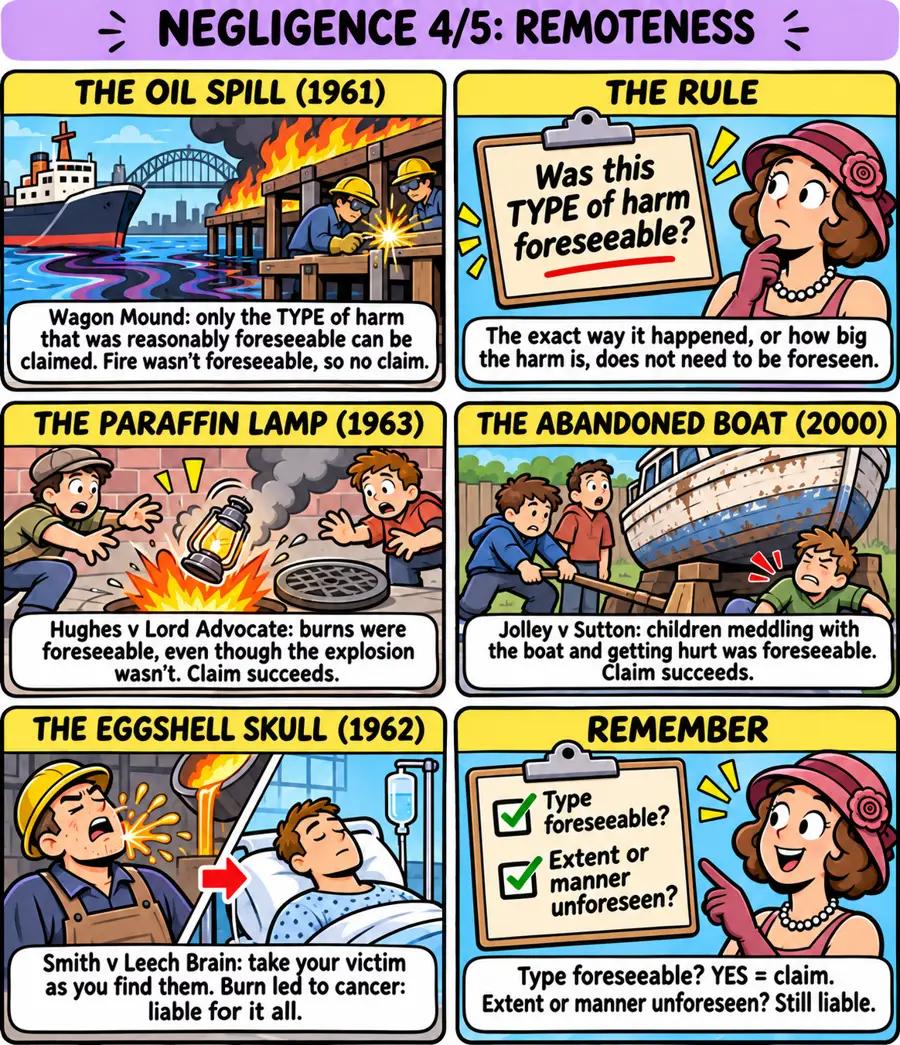 NEGLIGENCE 4/5: REMOTENESS
THE OIL SPILL (1961)
Wagon Mound: only the TYPE of harm
that was reasonably foreseeable can be
claimed. Fire wasn't foreseeable, so no claim.
THE RULE
Was this
TYPE of harm
foreseeable?
The exact way it happened, or how big
the harm is, does not need to be foreseen.
THE PARAFFIN LAMP (1963)
Hughes v Lord Advocate: burns were
foreseeable, even though the explosion
wasn't. Claim succeeds.
THE ABANDONED BOAT (2000)
Jolley v Sutton: children meddling with
the boat and getting hurt was foreseeable.
Claim succeeds.
THE EGGSHELL SKULL (1962)
Smith v Leech Brain: take your victim
as you find them. Burn led to cancer:
liable for it all.
REMEMBER
Type
foreseeable?
Extent or
manner
unforeseen?
Type foreseeable? YES = claim.
Extent or manner unforeseen? Still liable.